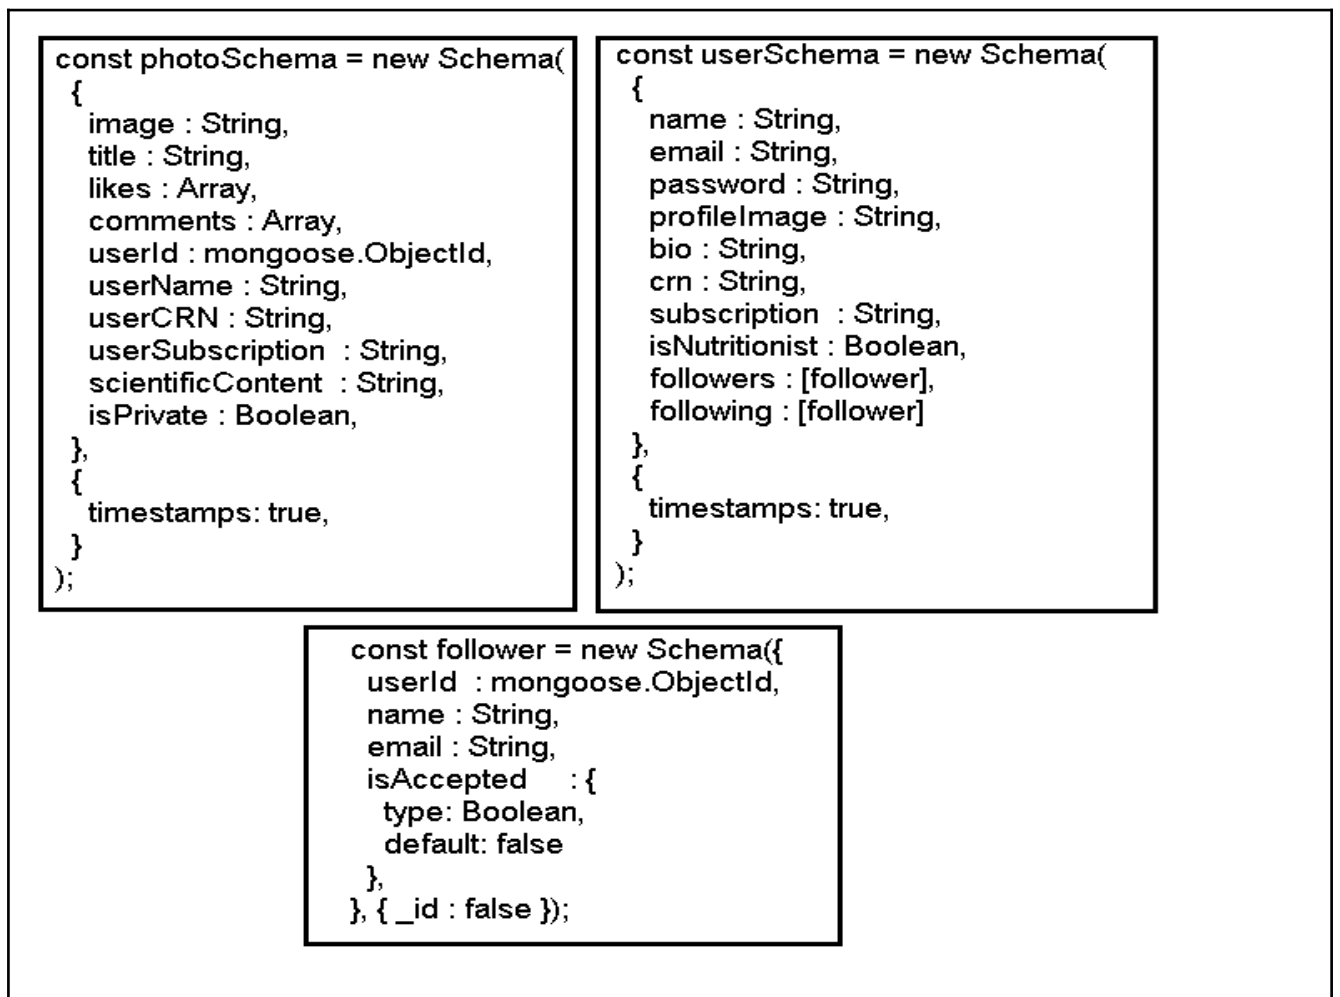 const photoSchema = new Schema(
{
image : String,
title : String,
likes : Array,
comments : Array,
userId : mongoose.ObjectId,
userName : String,
userCRN : String,
userSubscription  : String,
scientificContent  : String,
isPrivate : Boolean,
},
{
timestamps: true,
}
);
const userSchema = new Schema(
{
name : String,
email : String,
password : String,
profileImage : String,
bio : String,
crn : String,
subscription  : String,
isNutritionist : Boolean,
followers : [follower],
following : [follower]
},
{
timestamps: true,
}
);
const follower = new Schema({
userId  : mongoose.ObjectId,
name : String,
email : String,
isAccepted    : {
type: Boolean,
default: false
},
}, { _id : false });